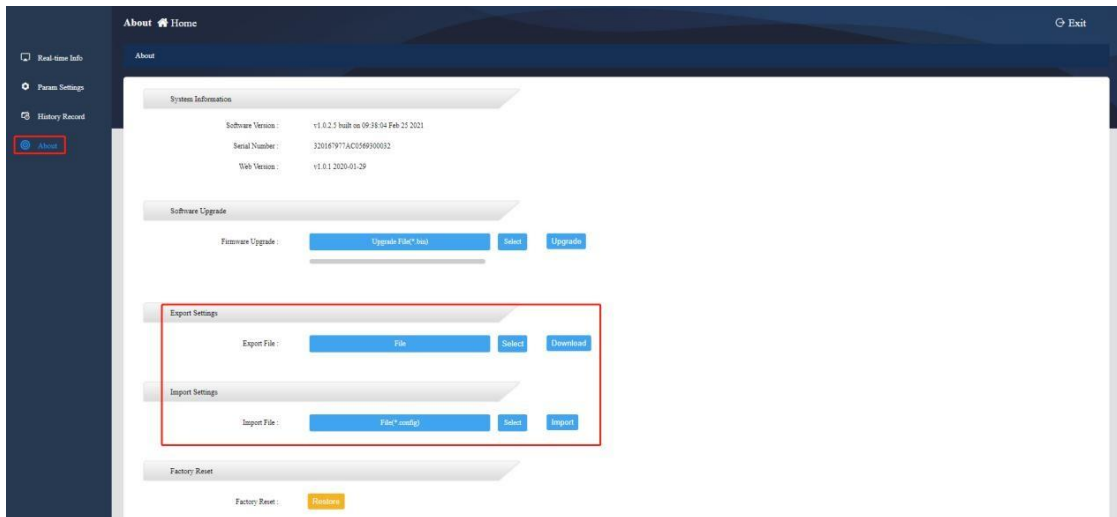 About Home
Exit
Real-time Info
Param Settings
History Record
About
About
System Information
Software Version : v1.0.2.5 built on 09:38:04 Feb 25 2021
Serial Number : 320167977AC0569300032
Web Version : v1.0.1 2020-01-29
Software Upgrade
Firmware Upgrade : Upgrade File(*.bin) Select Upgrade
Export Settings
Export File : File Select Download
Import Settings
Import File : File(*.config) Select Import
Factory Reset
Factory Reset : Restore